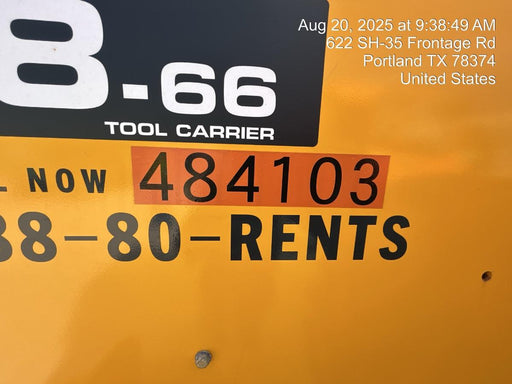 Aug 20, 2025 at 9:38:49 AM
622 SH-35 Frontage Rd
Portland TX 78374
United States
8-66
TOOL CARRIER
L NOW 484103
88-80-RENTS